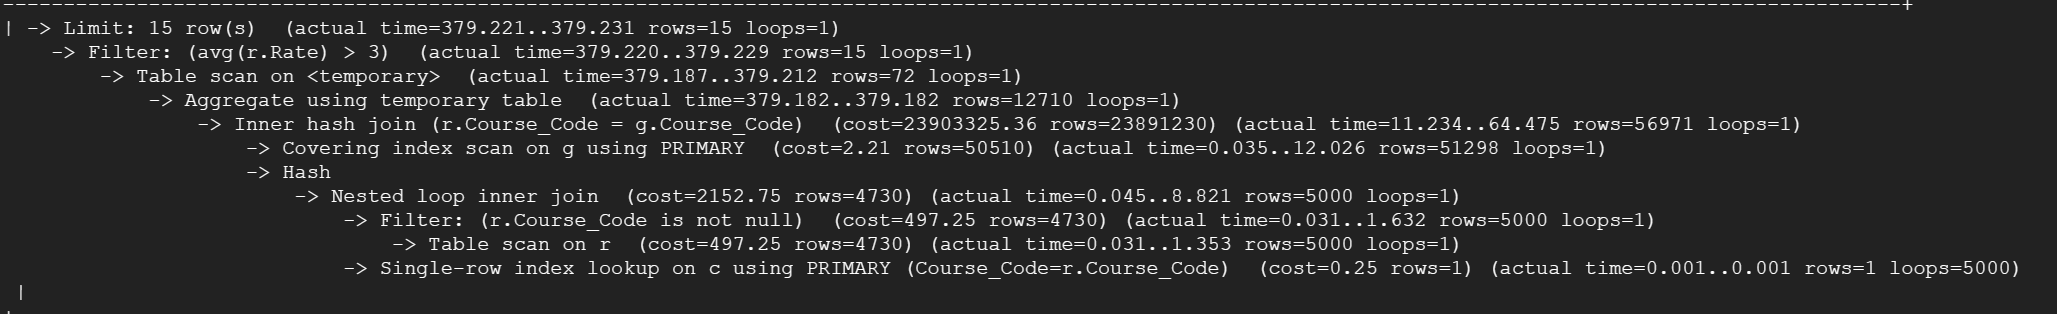 | -> Limit: 15 row(s)  (actual time=379.221..379.231 rows=15 loops=1)
    -> Filter: (avg(r.Rate) > 3)  (actual time=379.220..379.229 rows=15 loops=1)
        -> Table scan on <temporary>  (actual time=379.187..379.212 rows=72 loops=1)
            -> Aggregate using temporary table  (actual time=379.182..379.182 rows=12710 loops=1)
                -> Inner hash join (r.Course_Code = g.Course_Code)  (cost=23903325.36 rows=23891230) (actual time=11.234..64.475 rows=56971 loops=1)
                    -> Covering index scan on g using PRIMARY  (cost=2.21 rows=50510) (actual time=0.035..12.026 rows=51298 loops=1)
                    -> Hash
                        -> Nested loop inner join  (cost=2152.75 rows=4730) (actual time=0.045..8.821 rows=5000 loops=1)
                            -> Filter: (r.Course_Code is not null)  (cost=497.25 rows=4730) (actual time=0.031..1.632 rows=5000 loops=1)
                                -> Table scan on r  (cost=497.25 rows=4730) (actual time=0.031..1.353 rows=5000 loops=1)
                            -> Single-row index lookup on c using PRIMARY (Course_Code=r.Course_Code)  (cost=0.25 rows=1) (actual time=0.001..0.001 rows=1 loops=5000)
 |